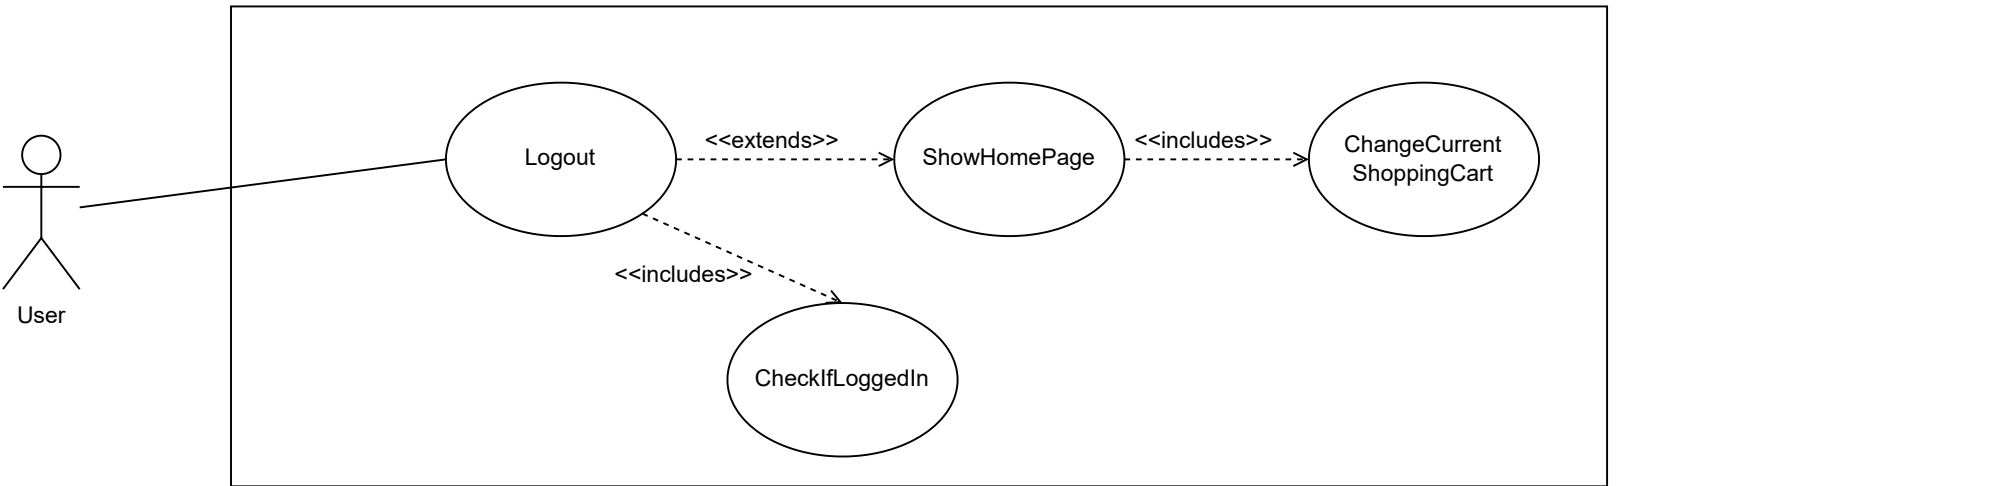 <<extends>>
<<includes>>
Logout
ShowHomePage
ChangeCurrent
ShoppingCart
<<includes>>
User
CheckIfLoggedIn